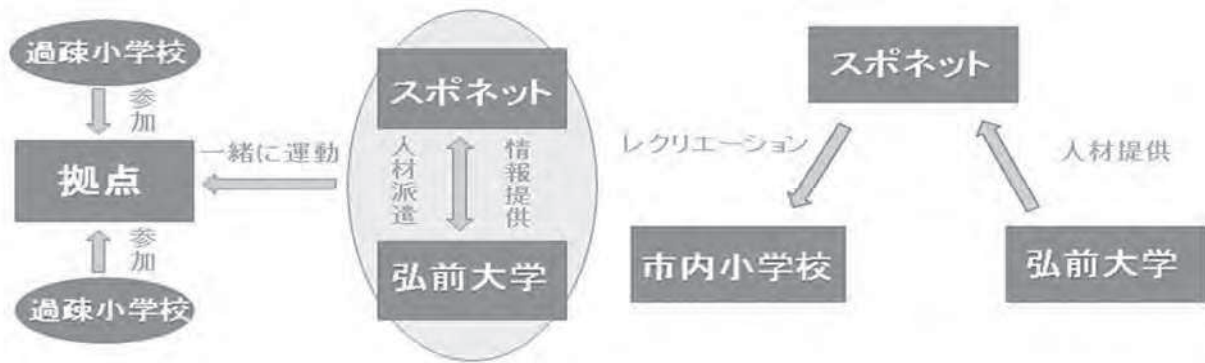 過疎小学校
参加
拠点
参加
過疎小学校
一緒に運動
スポネット
人材派遣
情報提供
弘前大学
スポネット
レクリエーション
人材提供
市内小学校
弘前大学